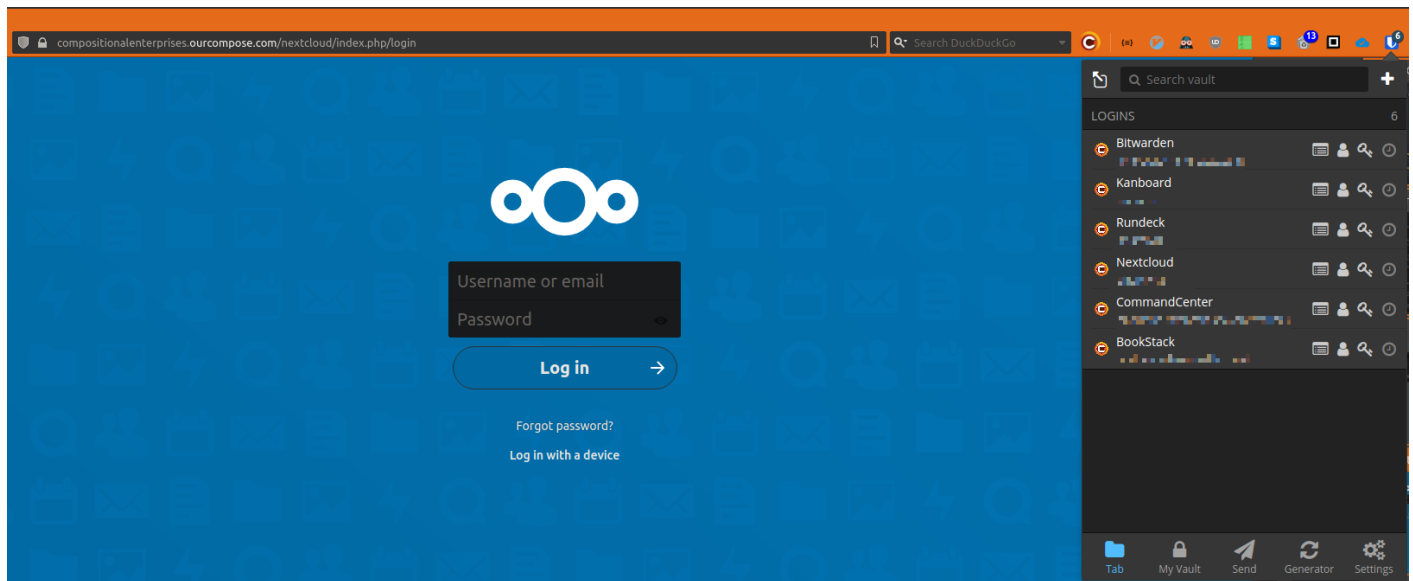 compositionalenterprises.ourcompose.com/nextcloud/index.php/login
Search DuckDuckGo
13
6
Search vault
LOGINS 6
Bitwarden
Kanboard
Rundeck
Nextcloud
CommandCenter
BookStack
Username or email
Password
Log in
Forgot password?
Log in with a device
Tab My Vault Send Generator Settings